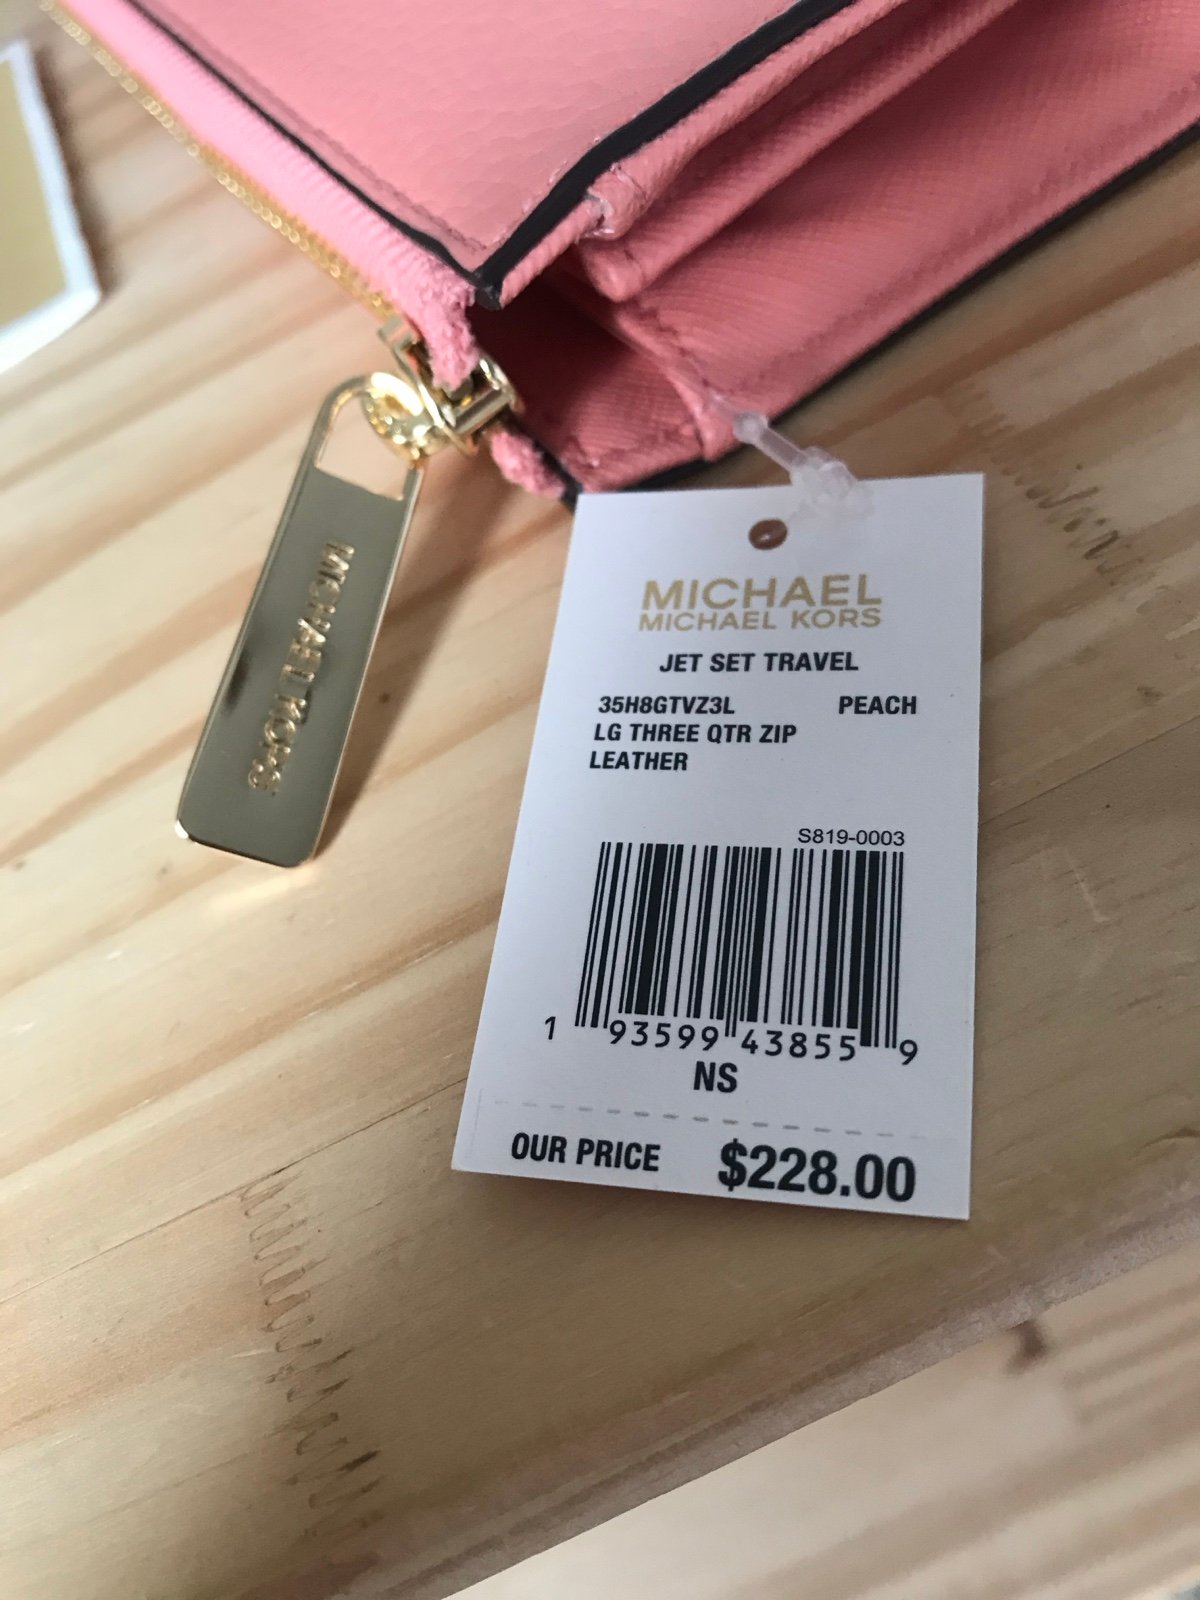 MICHAEL KORS
MICHAEL
MICHAEL KORS
JET SET TRAVEL
35H8GTVZ3L PEACH
LG THREE QTR ZIP
LEATHER
S819-0003
1 93599 43855 9
NS
OUR PRICE $228.00